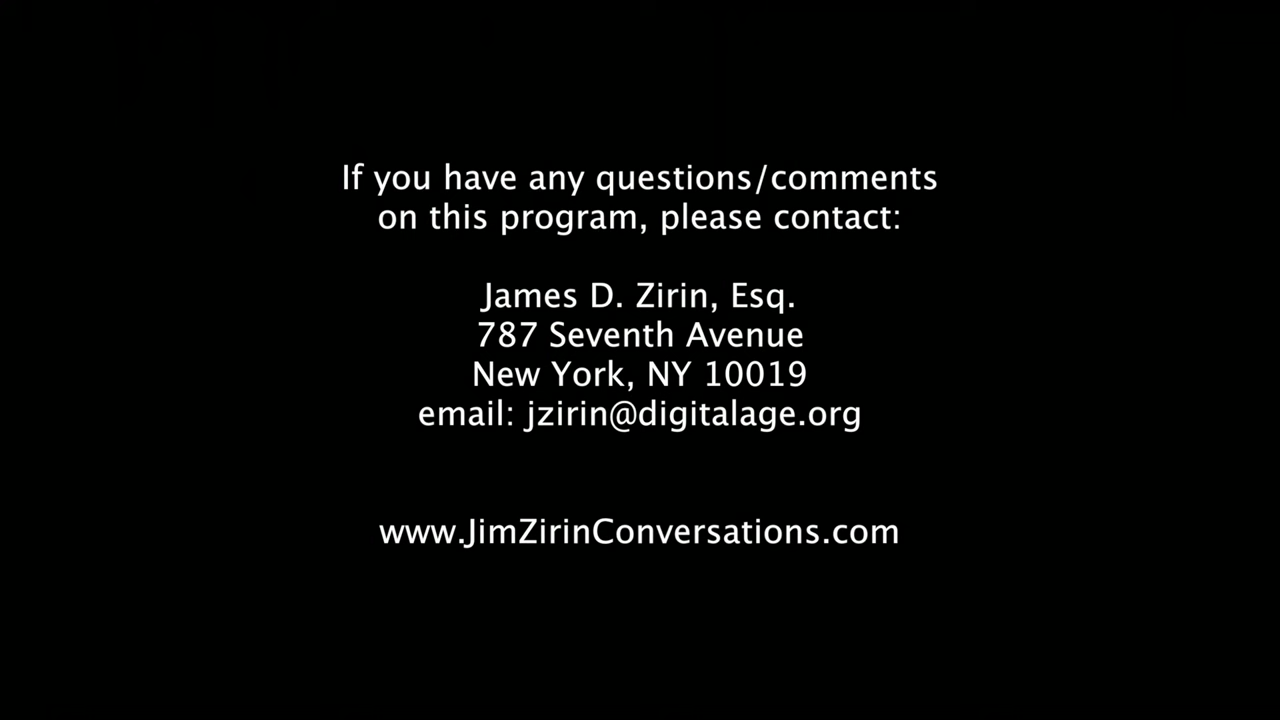 If you have any questions/comments
on this program, please contact:
James D. Zirin, Esq.
787 Seventh Avenue
New York, NY 10019
email: jzirin@digitalage.org
www.JimZirinConversations.com